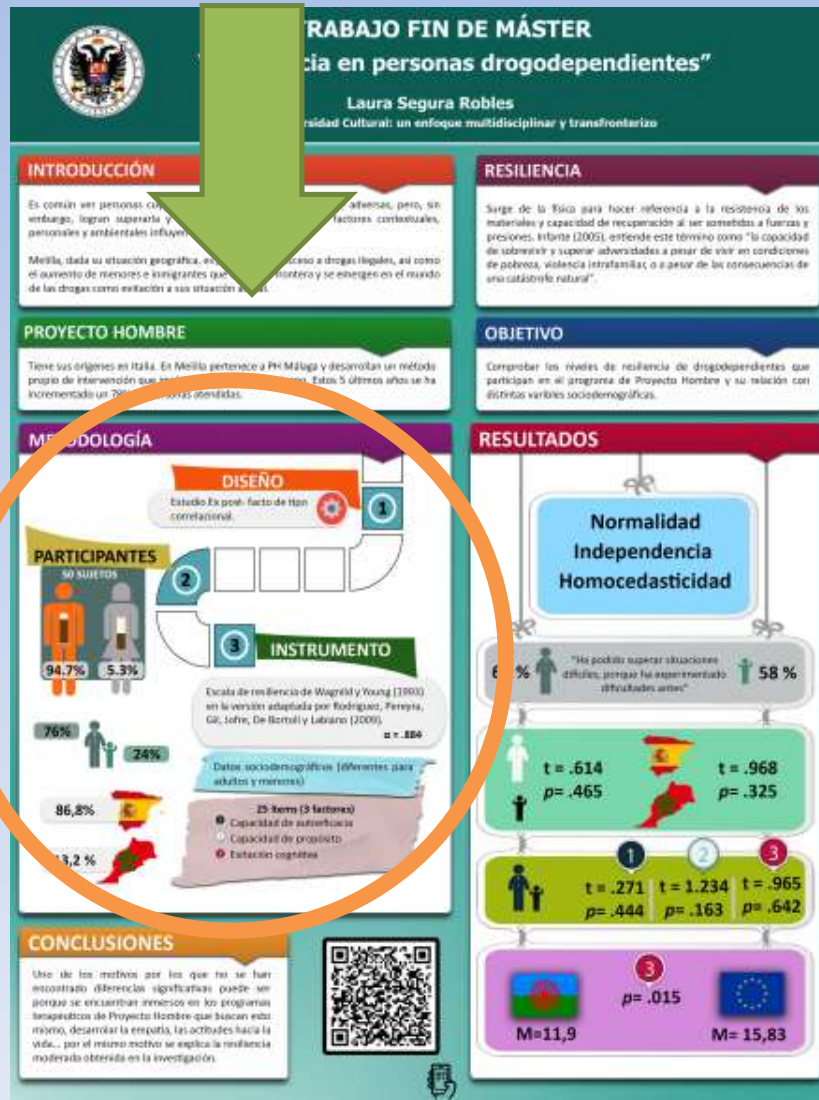 TRABAJO FIN DE MÁSTER
cia en personas drogodependientes”
Laura Segura Robles
rsidad Cultural: un enfoque multidisciplinar y transfronterizo
INTRODUCCIÓN
Es común ver personas adversas, pero, sin
embargo, logran superarla y factores contextuales,
personales y ambientales influyen
Melilla, dada su situación geográfica, ceso a drogas ilegales, así como
el aumento de menores e inmigrantes que frontera y se emergen en el mundo
de las drogas como evitación a su situación
RESILIENCIA
Surge de la física para hacer referencia a la resistencia de los
materiales y capacidad de recuperación al ser sometidos a fuerzas y
presiones. Infante (2005), entiende este término como “la capacidad
de sobrevivir y superar adversidades a pesar de vivir en condiciones
de pobreza, violencia intrafamiliar, o a pesar de las consecuencias de
una catástrofe natural”.
PROYECTO HOMBRE
Tiene sus orígenes en Italia. En Melilla pertenece a PH Málaga y desarrollan un método
propio de intervención que Estos 5 últimos años se ha
incrementado un 78% atendidas.
OBJETIVO
Comprobar los niveles de resiliencia de drogodependientes que
participan en el programa de Proyecto Hombre y su relación con
distintas varibles sociodemográficas.
METODOLOGÍA
DISEÑO
Estudio Ex post- facto de tipo
correlacional.
1
PARTICIPANTES
50 SUJETOS
2
94.7% 5.3%
3
INSTRUMENTO
Escala de resiliencia de Wagnild y Young (1993)
en la versión adaptada por Rodríguez, Pereyra,
Gil, Jofre, De Bortoli y Labiano (2009).
α = .884
76%
24%
Datos sociodemográficos (diferentes para
adultos y menores)
86,8%
13,2 %
25 ítems (3 factores)
Capacidad de autoeficacia
Capacidad de propósito
Evitación cognitiva
RESULTADOS
Normalidad
Independencia
Homocedasticidad
“Ha podido superar situaciones
difíciles, porque ha experimentado
dificultades antes”
58 %
t = .614
p= .465
t = .968
p= .325
1 2 3
t = .271 t = 1.234 t = .965
p= .444 p= .163 p= .642
3
p= .015
M=11,9
M= 15,83
CONCLUSIONES
Uno de los motivos por los que no se han
encontrado diferencias significativas puede ser
porque se encuentran inmersos en los programas
terapeúticos de Proyecto Hombre que buscan esto
mismo, desarrolar la empatía, las actitudes hacia la
vida... por el mismo motivo se explica la resiliencia
moderada obtenida en la investigación.